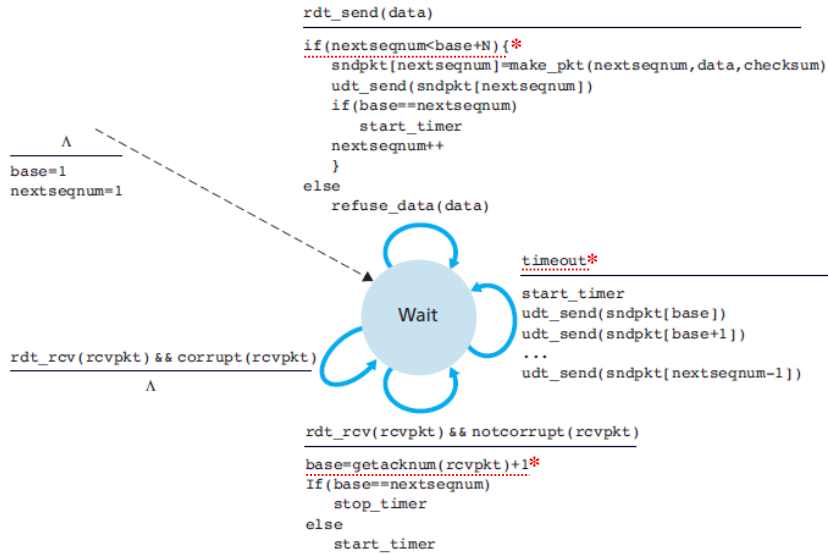 rdt_send(data)
if(nextseqnum<base+N){*
sndpkt[nextseqnum]=make_pkt(nextseqnum,data,checksum)
udt_send(sndpkt[nextseqnum])
if(base==nextseqnum)
start_timer
nextseqnum++
}
else
refuse_data(data)
Λ
base=1
nextseqnum=1
timeout*
start_timer
udt_send(sndpkt[base])
udt_send(sndpkt[base+1])
...
udt_send(sndpkt[nextseqnum-1])
Wait
rdt_rcv(rcvpkt) && corrupt(rcvpkt)
Λ
rdt_rcv(rcvpkt) && notcorrupt(rcvpkt)
base=getacknum(rcvpkt)+1*
If(base==nextseqnum)
stop_timer
else
start_timer